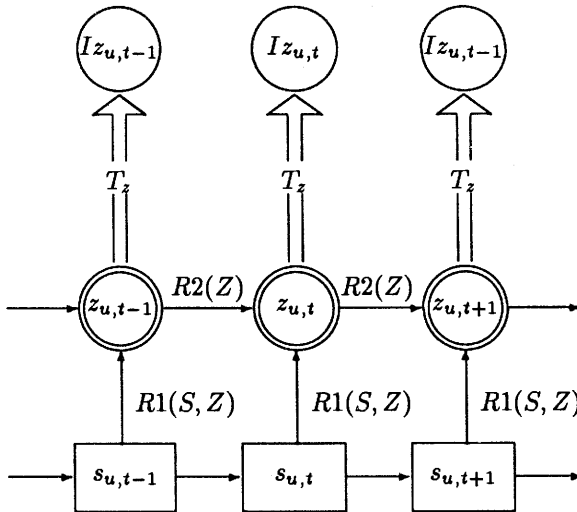 Iz_{u,t-1} Iz_{u,t} Iz_{u,t-1}
T_z T_z T_z
R2(Z) R2(Z)
z_{u,t-1} z_{u,t} z_{u,t+1}
R1(S,Z) R1(S,Z) R1(S,Z)
s_{u,t-1} s_{u,t} s_{u,t+1}